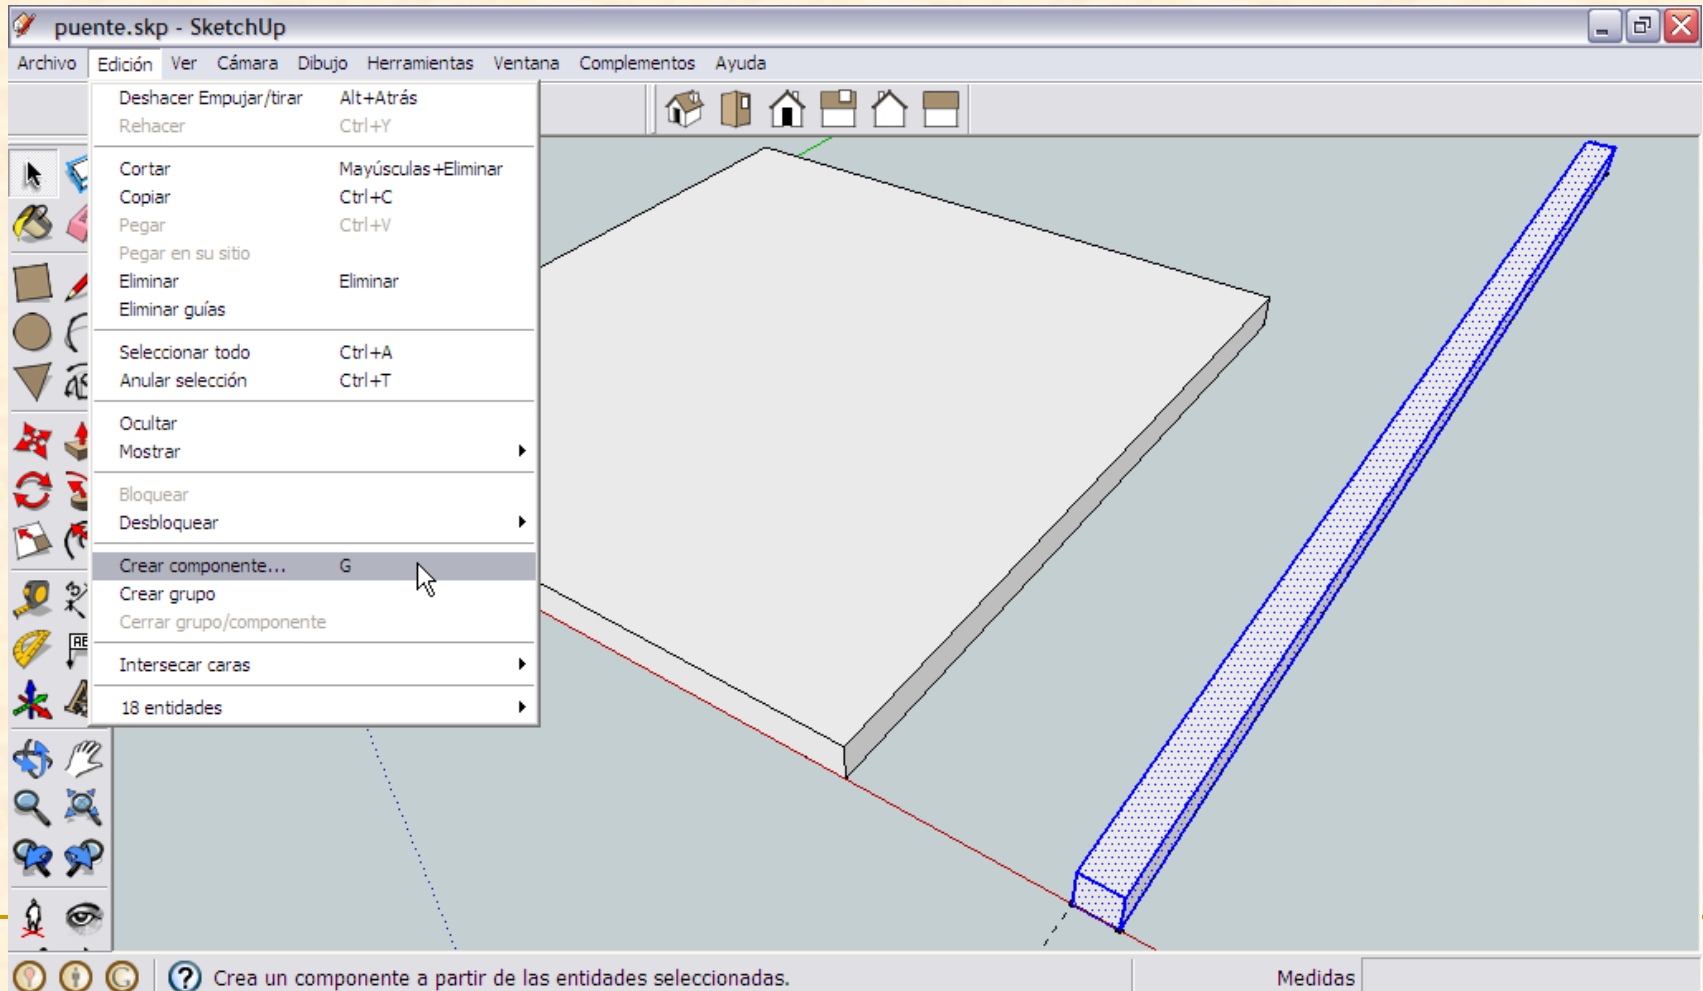 puente.skp - SketchUp
Archivo Edición Ver Cámara Dibujo Herramientas Ventana Complementos Ayuda
Deshacer Empujar/tirar Alt+Atrás
Rehacer Ctrl+Y
Cortar Mayúsculas+Eliminar
Copiar Ctrl+C
Pegar Ctrl+V
Pegar en su sitio
Eliminar Eliminar
Eliminar guías
Seleccionar todo Ctrl+A
Anular selección Ctrl+T
Ocultar
Mostrar
Bloquear
Desbloquear
Crear componente... G
Crear grupo
Cerrar grupo/componente
Intersecar caras
18 entidades
Crea un componente a partir de las entidades seleccionadas. Medidas